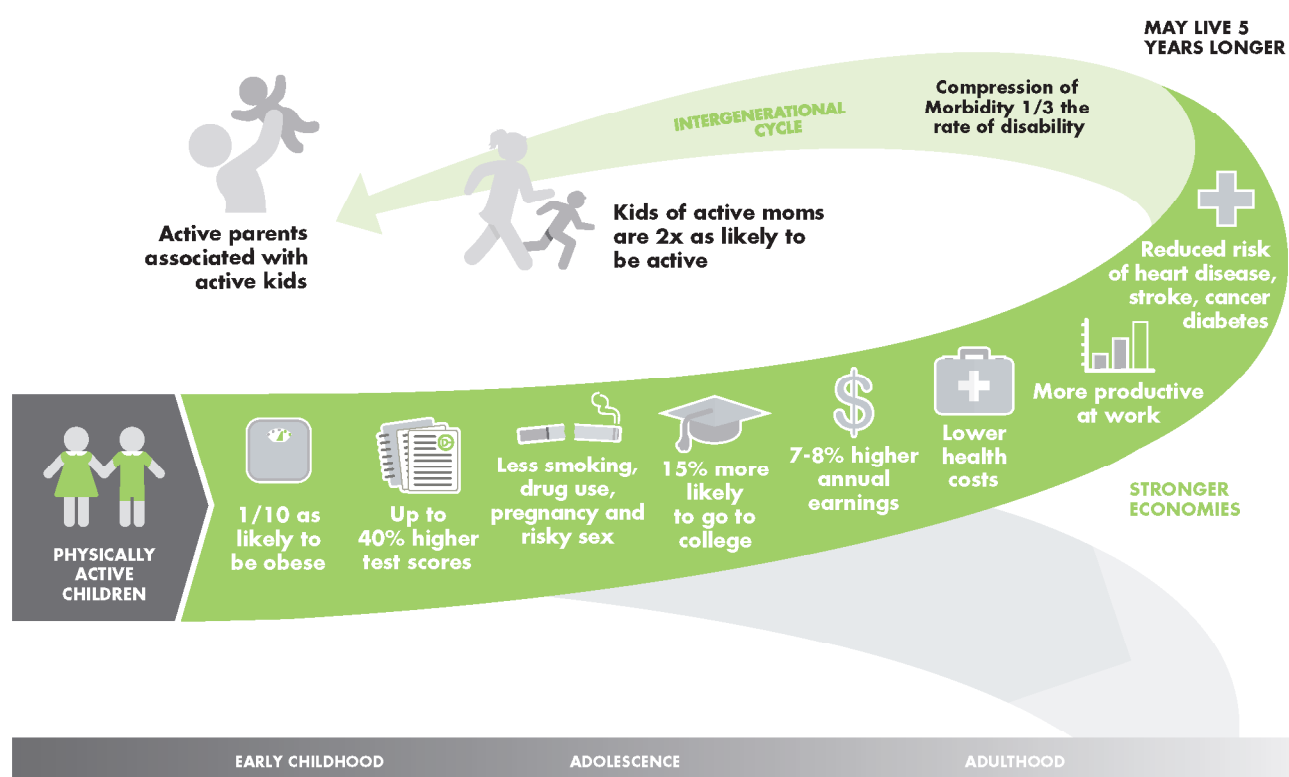 MAY LIVE 5
YEARS LONGER
INTERGENERATIONAL
CYCLE
Compression of
Morbidity 1/3 the
rate of disability
Active parents
associated with
active kids
Kids of active moms
are 2x as likely to
be active
Reduced risk
of heart disease,
stroke, cancer
diabetes
More productive
at work
Lower
health
costs
7-8% higher
annual
earnings
15% more
likely
to go to
college
Less smoking,
drug use,
pregnancy and
risky sex
Up to
40% higher
test scores
1/10 as
likely to
be obese
PHYSICALLY
ACTIVE
CHILDREN
STRONGER
ECONOMIES
EARLY CHILDHOOD
ADOLESCENCE
ADULTHOOD